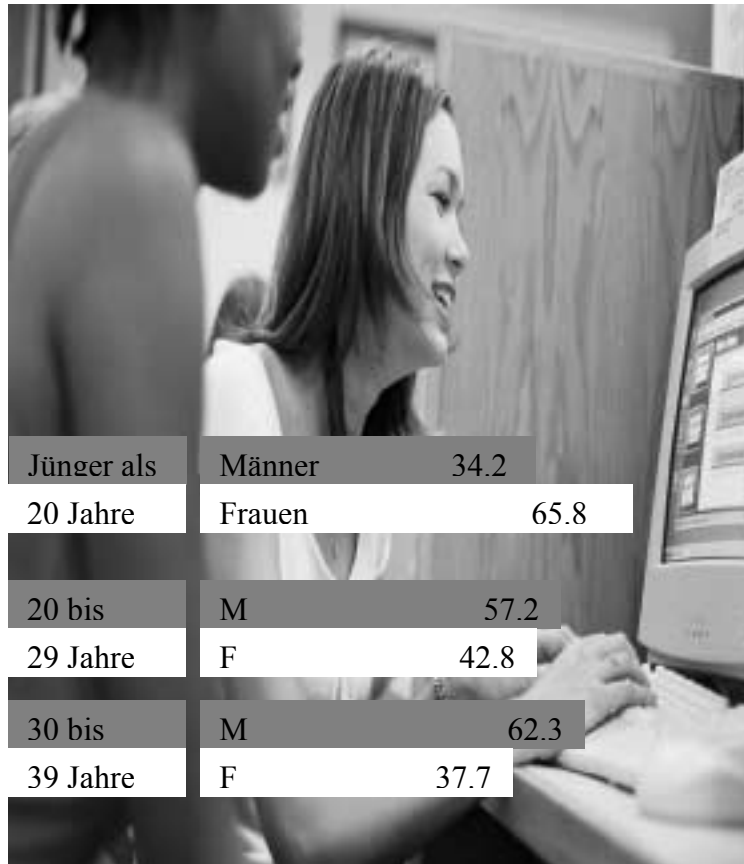 Jünger als Männer 34.2
20 Jahre Frauen 65.8
20 bis M 57.2
29 Jahre F 42.8
30 bis M 62.3
39 Jahre F 37.7